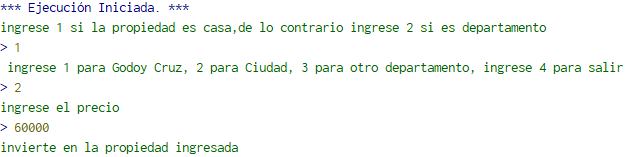 *** Ejecución Iniciada. ***
ingrese 1 si la propiedad es casa,de lo contrario ingrese 2 si es departamento
> 1
ingrese 1 para Godoy Cruz, 2 para Ciudad, 3 para otro departamento, ingrese 4 para salir
> 2
ingrese el precio
> 60000
invierte en la propiedad ingresada